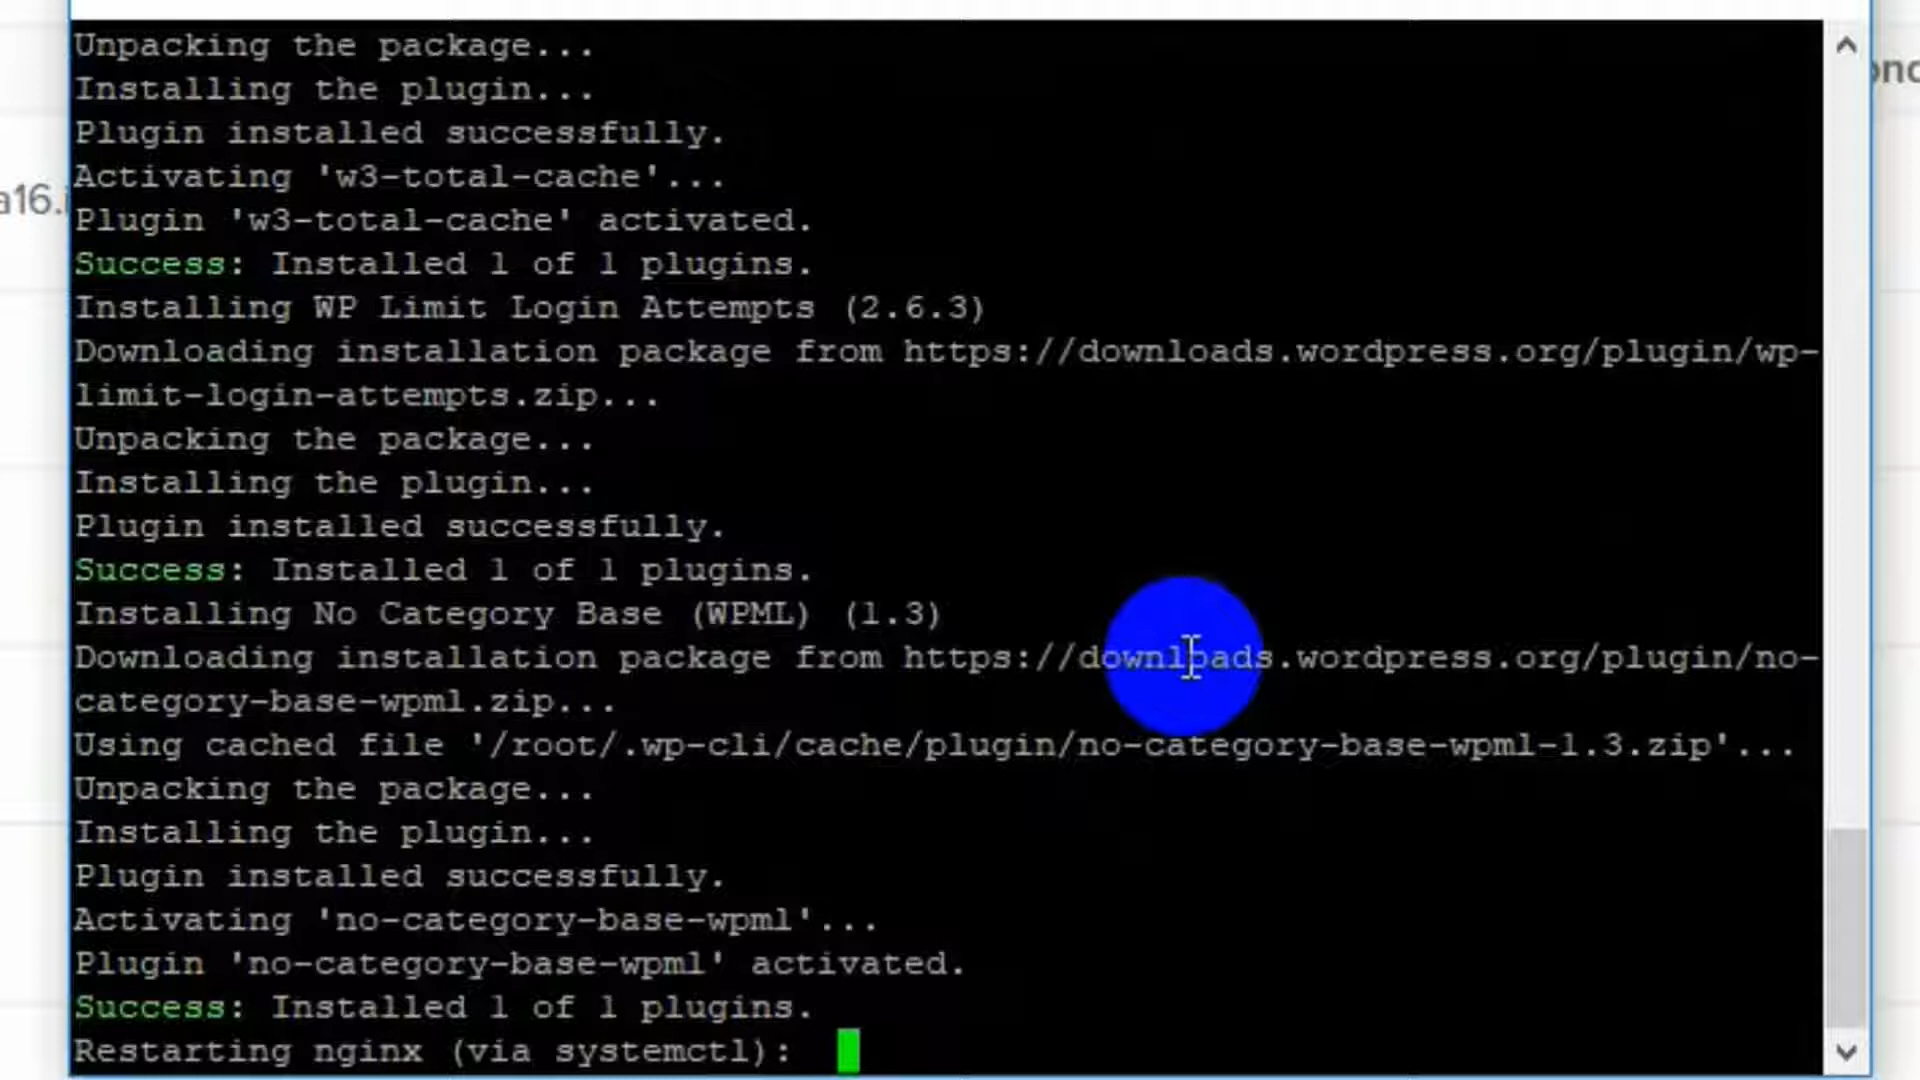 Unpacking the package...
Installing the plugin...
Plugin installed successfully.
Activating 'w3-total-cache'...
Plugin 'w3-total-cache' activated.
Success: Installed 1 of 1 plugins.
Installing WP Limit Login Attempts (2.6.3)
Downloading installation package from https://downloads.wordpress.org/plugin/wp-
limit-login-attempts.zip...
Unpacking the package...
Installing the plugin...
Plugin installed successfully.
Success: Installed 1 of 1 plugins.
Installing No Category Base (WPML) (1.3)
Downloading installation package from https://downloads.wordpress.org/plugin/no-
category-base-wpml.zip...
Using cached file '/root/.wp-cli/cache/plugin/no-category-base-wpml-1.3.zip'...
Unpacking the package...
Installing the plugin...
Plugin installed successfully.
Activating 'no-category-base-wpml'...
Plugin 'no-category-base-wpml' activated.
Success: Installed 1 of 1 plugins.
Restarting nginx (via systemctl):